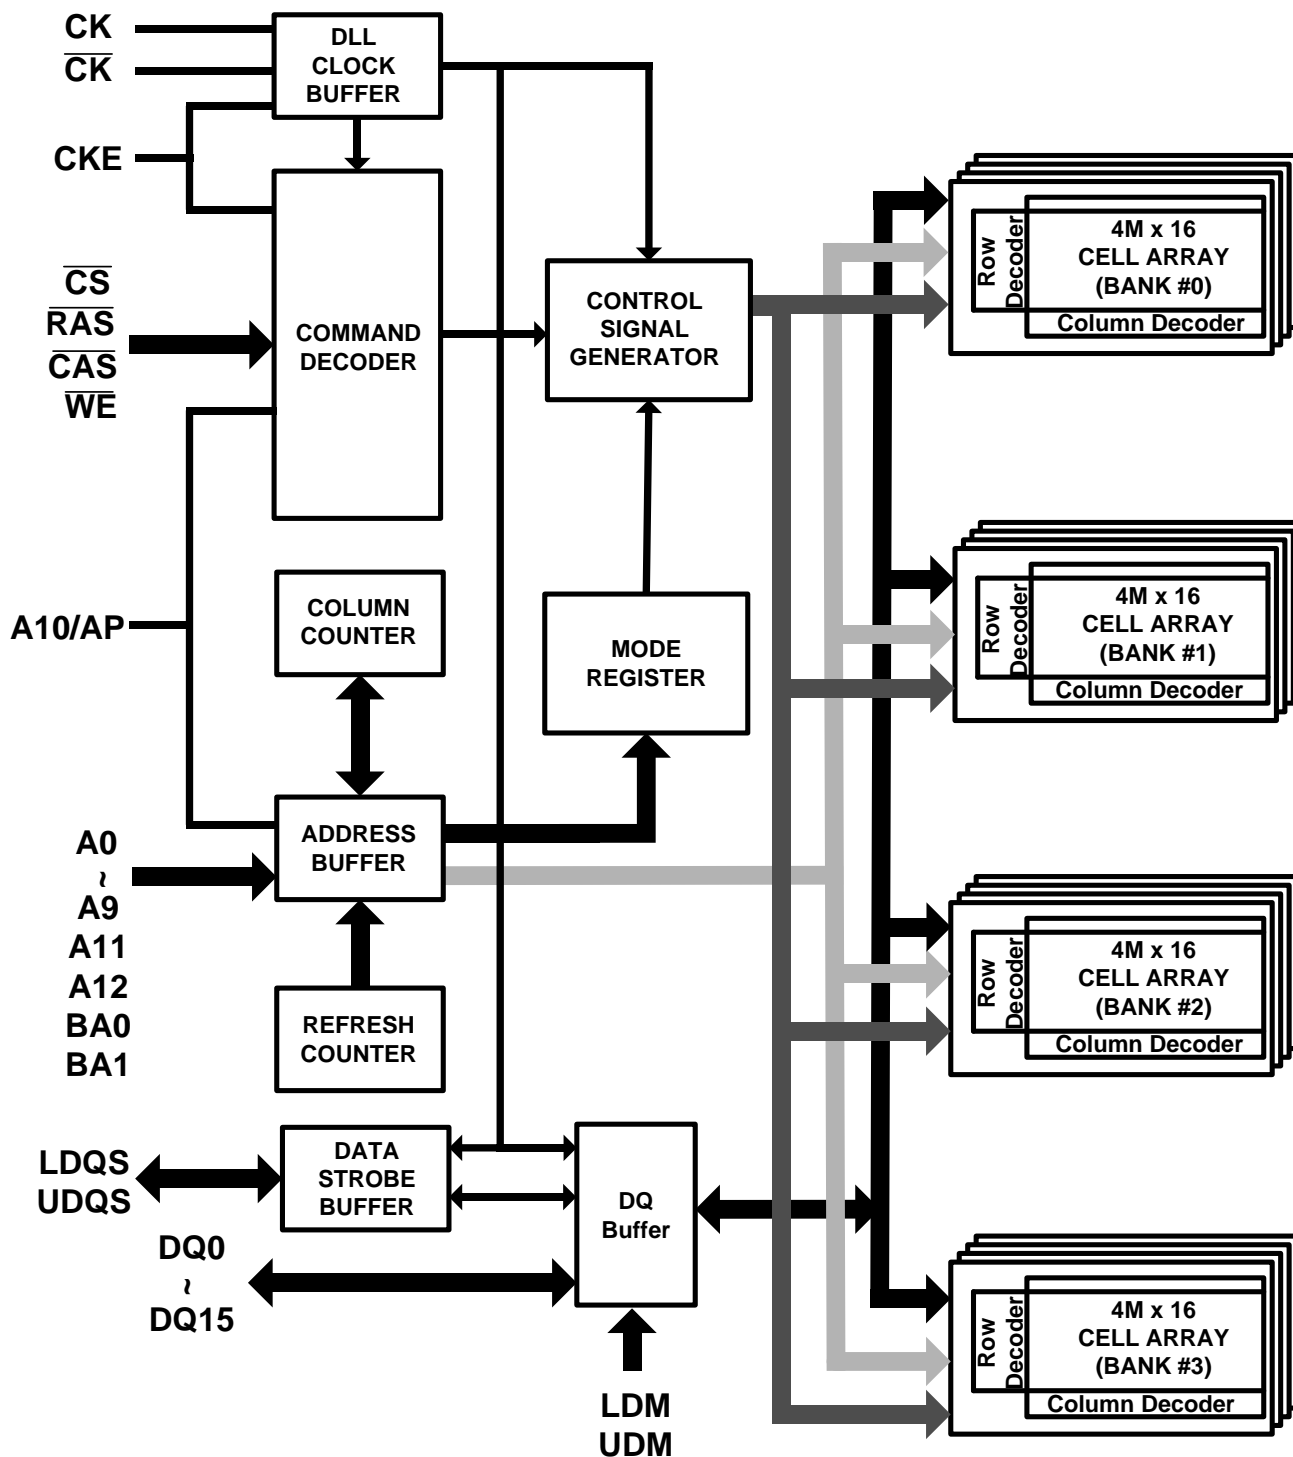 CK
CK
CKE
CS
RAS
CAS
WE
A10/AP
A0
~
A9
A11
A12
BA0
BA1
LDQS
UDQS
DQ0
~
DQ15
DLL
CLOCK
BUFFER
COMMAND
DECODER
COLUMN
COUNTER
ADDRESS
BUFFER
REFRESH
COUNTER
DATA
STROBE
BUFFER
CONTROL
SIGNAL
GENERATOR
MODE
REGISTER
DQ
Buffer
LDM
UDM
Row
Decoder
4M x 16
CELL ARRAY
(BANK #0)
Column Decoder
Row
Decoder
4M x 16
CELL ARRAY
(BANK #1)
Column Decoder
Row
Decoder
4M x 16
CELL ARRAY
(BANK #2)
Column Decoder
Row
Decoder
4M x 16
CELL ARRAY
(BANK #3)
Column Decoder